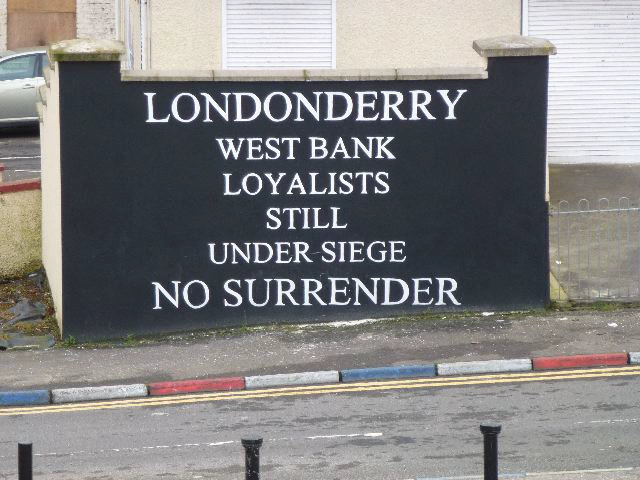 LONDONDERRY
WEST BANK
LOYALISTS
STILL
UNDER SIEGE
NO SURRENDER